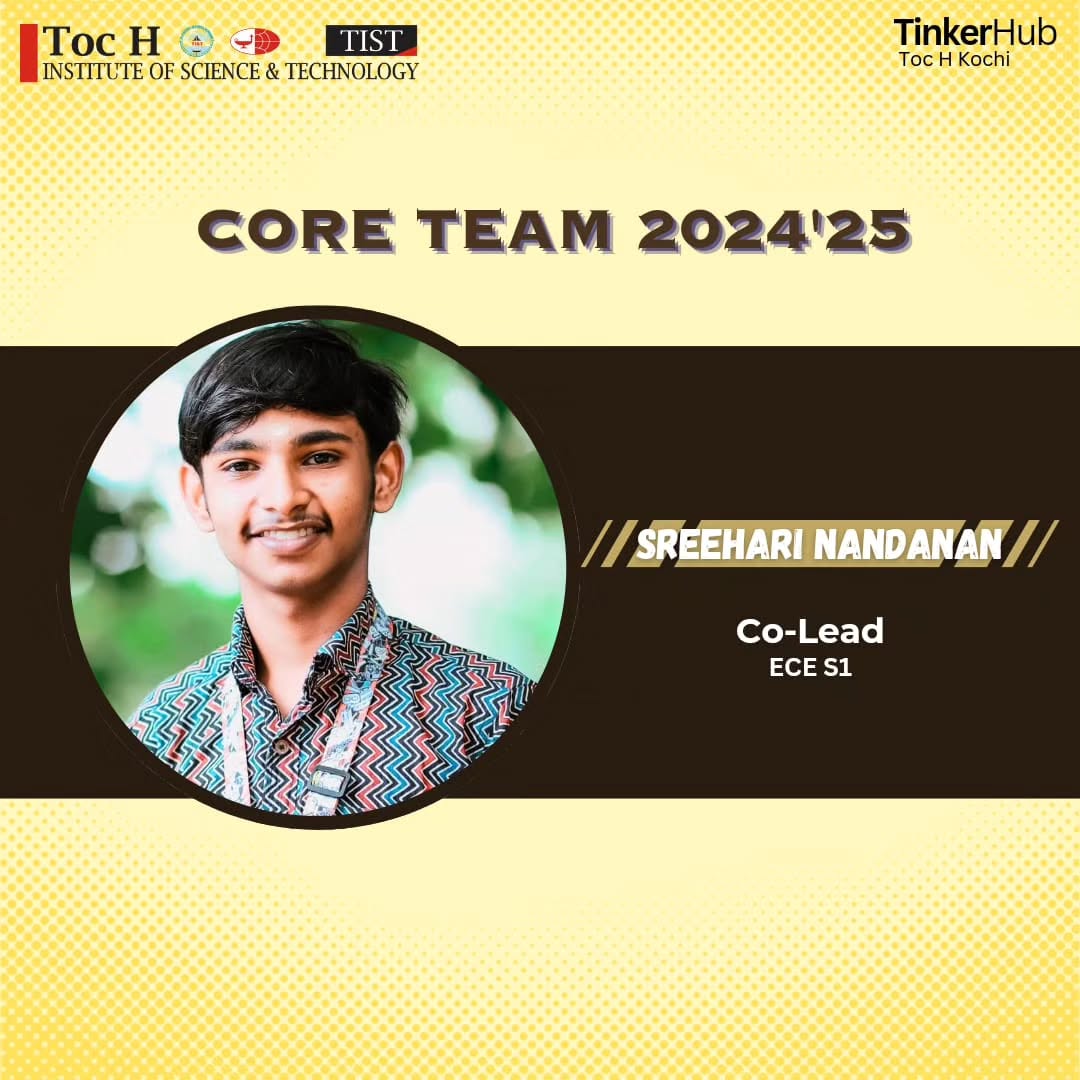 Toc H
TIST
INSTITUTE OF SCIENCE & TECHNOLOGY
TinkerHub
Toc H Kochi
CORE TEAM 2024'25
SREEHARI NANDANAN
Co-Lead
ECE S1